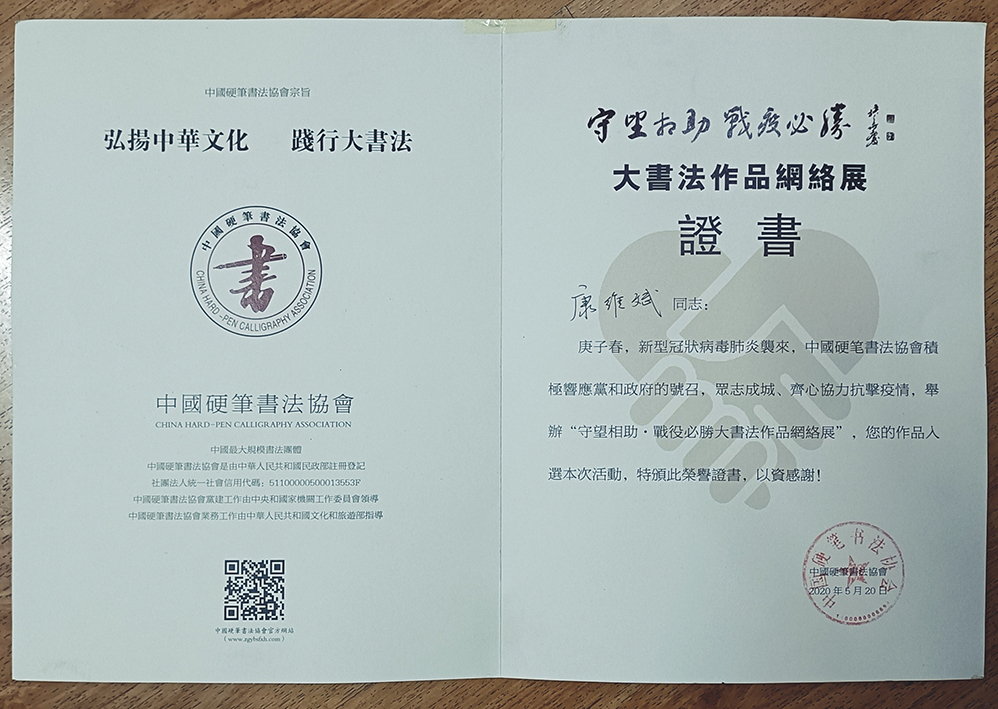 中國硬筆書法協會宗旨
弘揚中華文化 踐行大書法
中國硬筆書法協會
書
CHINA HARD-PEN CALLIGRAPHY ASSOCIATION
中國硬筆書法協會
CHINA HARD-PEN CALLIGRAPHY ASSOCIATION
中國最大規模書法團體
中國硬筆書法協會是由中華人民共和國民政部註冊登記
社團法人統一社會信用代碼：51100000500013553F
中國硬筆書法協會黨建工作由中央和國家機關工作委員會領導
中國硬筆書法協會業務工作由中華人民共和國文化和旅遊部指導
中國硬筆書法協會官方網站
(www.zgybsfxh.com)
守望相助 戰疫必勝
大書法作品網絡展
證書
康維斌 同志：
庚子春，新型冠狀病毒肺炎襲來，中國硬笔書法協會積
極響應黨和政府的號召，眾志成城、齊心協力抗擊疫情，舉
辦“守望相助·戰役必勝大書法作品網絡展”，您的作品入
選本次活動，特頒此榮譽證書，以資感謝！
中国硬笔书法协会
中國硬筆書法協會
2020年5月20日